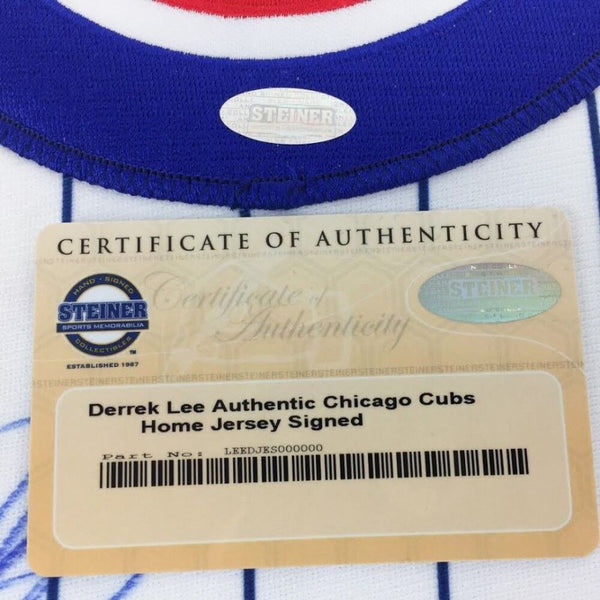 STEINER
CERTIFICATE OF AUTHENTICITY
HAND - SIGNED
STEINER
SPORTS MEMORABILIA
COLLECTIBLES
TM
ESTABLISHED 1987
Certificate of
Authenticity
STEINER
Derrek Lee Authentic Chicago Cubs
Home Jersey Signed
Part No: LEEDJES000000